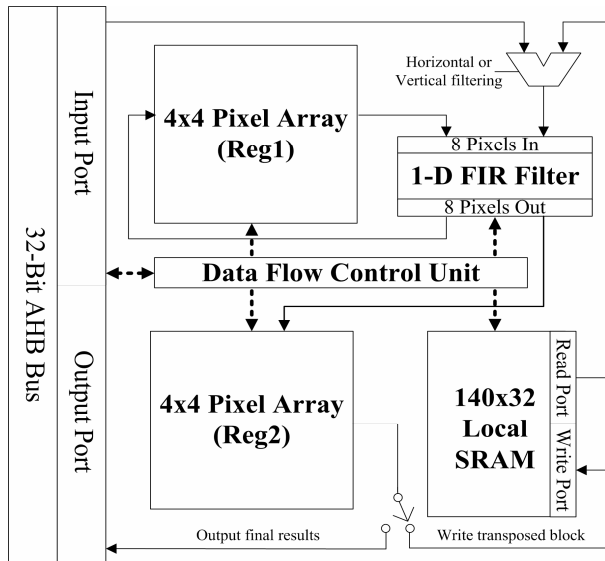 32-Bit AHB Bus
Input Port
Output Port
4x4 Pixel Array
(Reg1)
Horizontal or
Vertical filtering
8 Pixels In
1-D FIR Filter
8 Pixels Out
Data Flow Control Unit
4x4 Pixel Array
(Reg2)
140x32
Local
SRAM
Read Port
Write Port
Output final results
Write transposed block